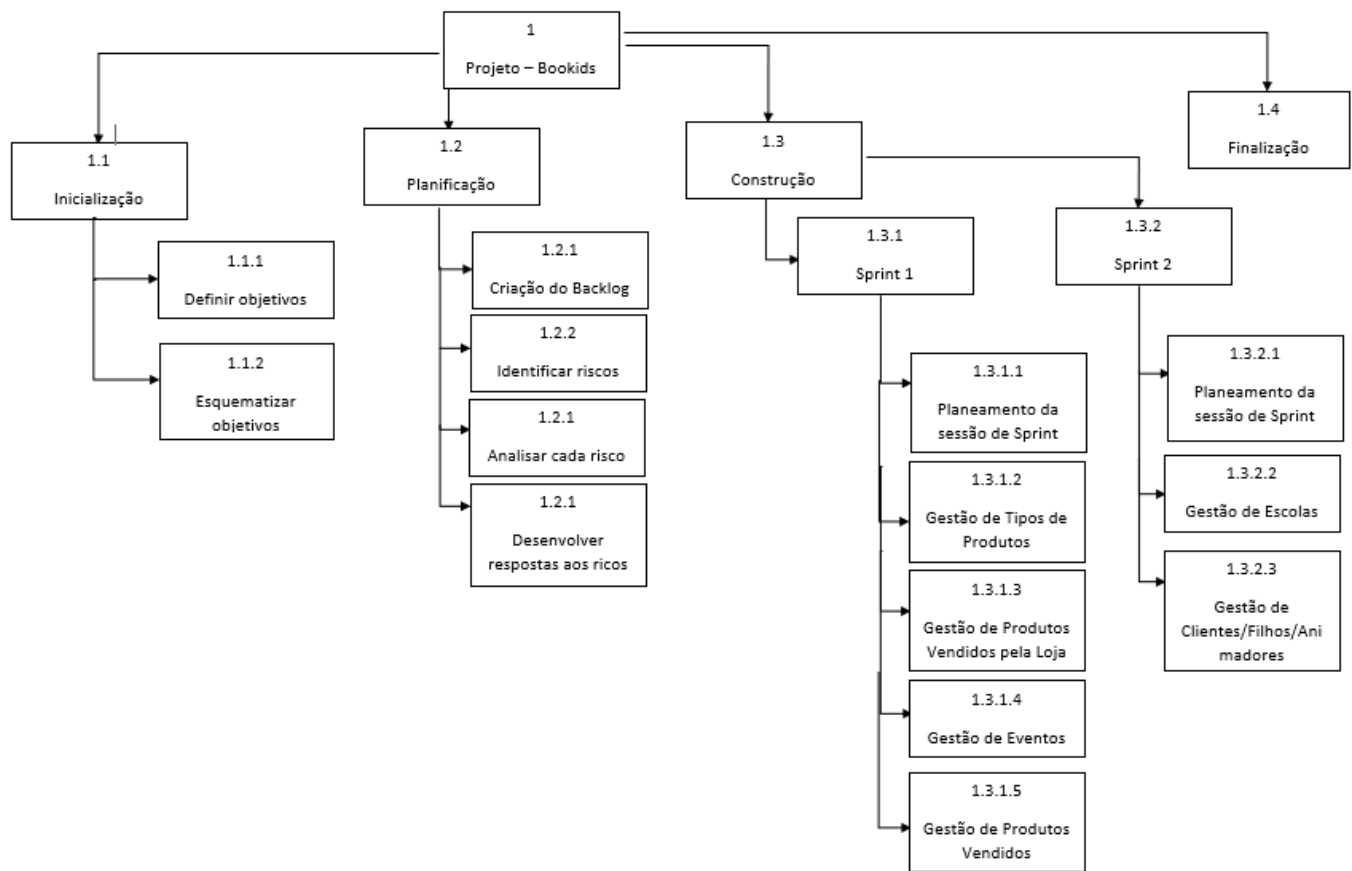 1
Projeto – Bookids
1.1
Inicialização
1.1.1
Definir objetivos
1.1.2
Esquematizar
objetivos
1.2
Planificação
1.2.1
Criação do Backlog
1.2.2
Identificar riscos
1.2.1
Analisar cada risco
1.2.1
Desenvolver
respostas aos ricos
1.3
Construção
1.3.1
Sprint 1
1.3.1.1
Planeamento da
sessão de Sprint
1.3.1.2
Gestão de Tipos de
Produtos
1.3.1.3
Gestão de Produtos
Vendidos pela Loja
1.3.1.4
Gestão de Eventos
1.3.1.5
Gestão de Produtos
Vendidos
1.3.2
Sprint 2
1.3.2.1
Planeamento da
sessão de Sprint
1.3.2.2
Gestão de Escolas
1.3.2.3
Gestão de
Clientes/Filhos/Ani
madores
1.4
Finalização